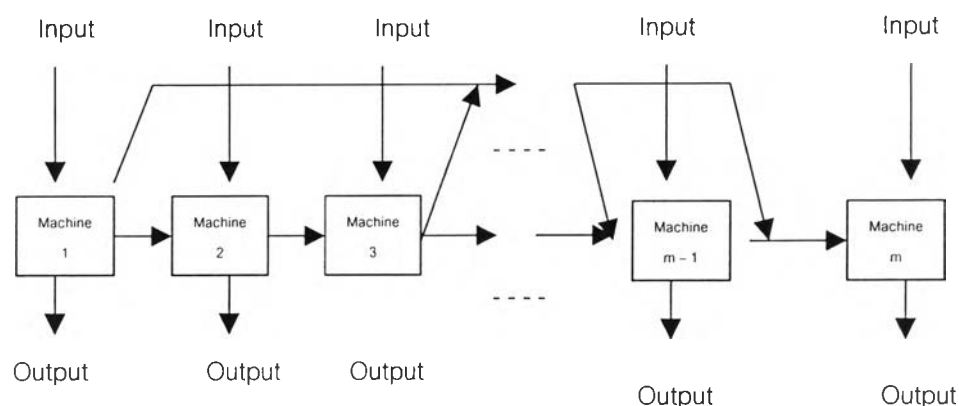 Input Input Input Input Input
Machine Machine Machine Machine Machine
1 2 3 m – 1 m
Output Output Output Output Output